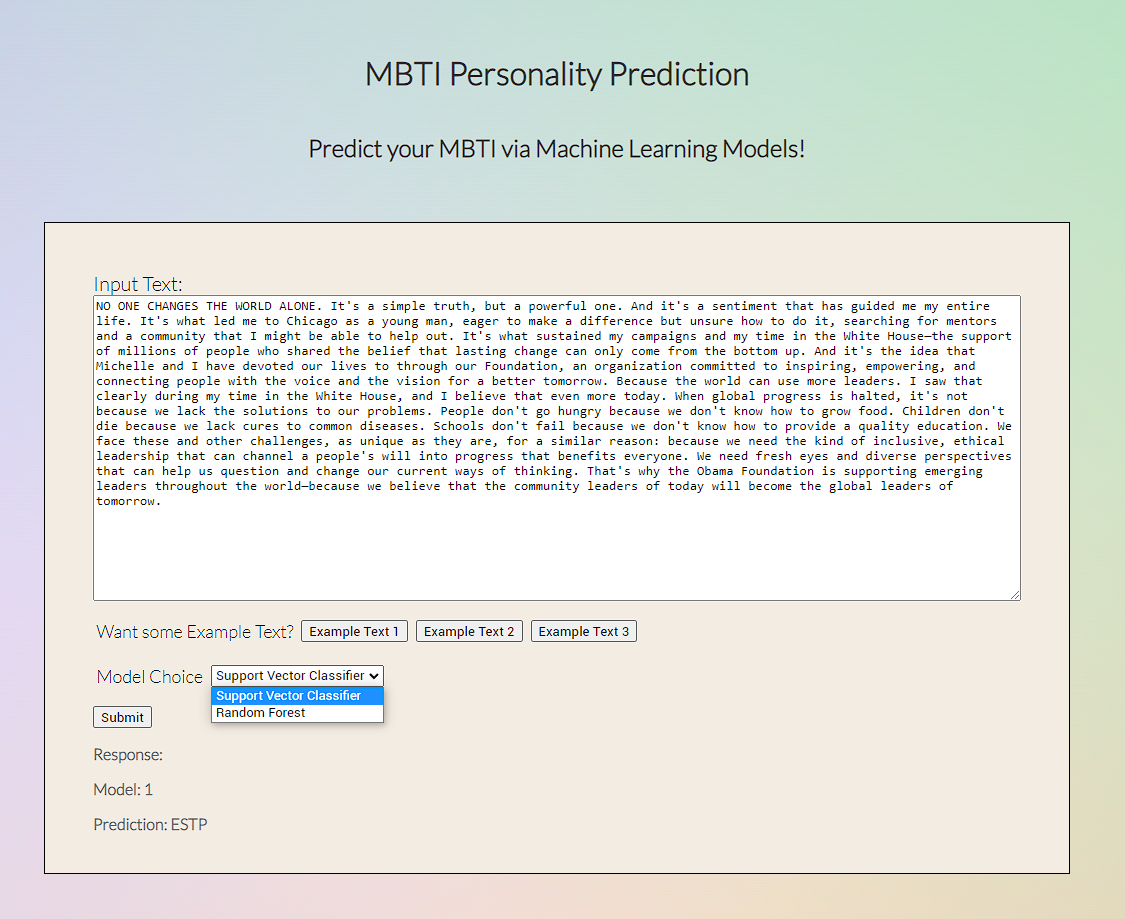 MBTI Personality Prediction
Predict your MBTI via Machine Learning Models!
Input Text:
NO ONE CHANGES THE WORLD ALONE. It's a simple truth, but a powerful one. And it's a sentiment that has guided me my entire
life. It's what led me to Chicago as a young man, eager to make a difference but unsure how to do it, searching for mentors
and a community that I might be able to help out. It's what sustained my campaigns and my time in the White House—the support
of millions of people who shared the belief that lasting change can only come from the bottom up. And it's the idea that
Michelle and I have devoted our lives to through our Foundation, an organization committed to inspiring, empowering, and
connecting people with the voice and the vision for a better tomorrow. Because the world can use more leaders. I saw that
clearly during my time in the White House, and I believe that even more today. When global progress is halted, it's not
because we lack the solutions to our problems. People don't go hungry because we don't know how to grow food. Children don't
die because we lack cures to common diseases. Schools don't fail because we don't know how to provide a quality education. We
face these and other challenges, as unique as they are, for a similar reason: because we need the kind of inclusive, ethical
leadership that can channel a people's will into progress that benefits everyone. We need fresh eyes and diverse perspectives
that can help us question and change our current ways of thinking. That's why the Obama Foundation is supporting emerging
leaders throughout the world—because we believe that the community leaders of today will become the global leaders of
tomorrow.
Want some Example Text? Example Text 1 Example Text 2 Example Text 3
Model Choice Support Vector Classifier
Support Vector Classifier
Random Forest
Submit
Response:
Model: 1
Prediction: ESTP